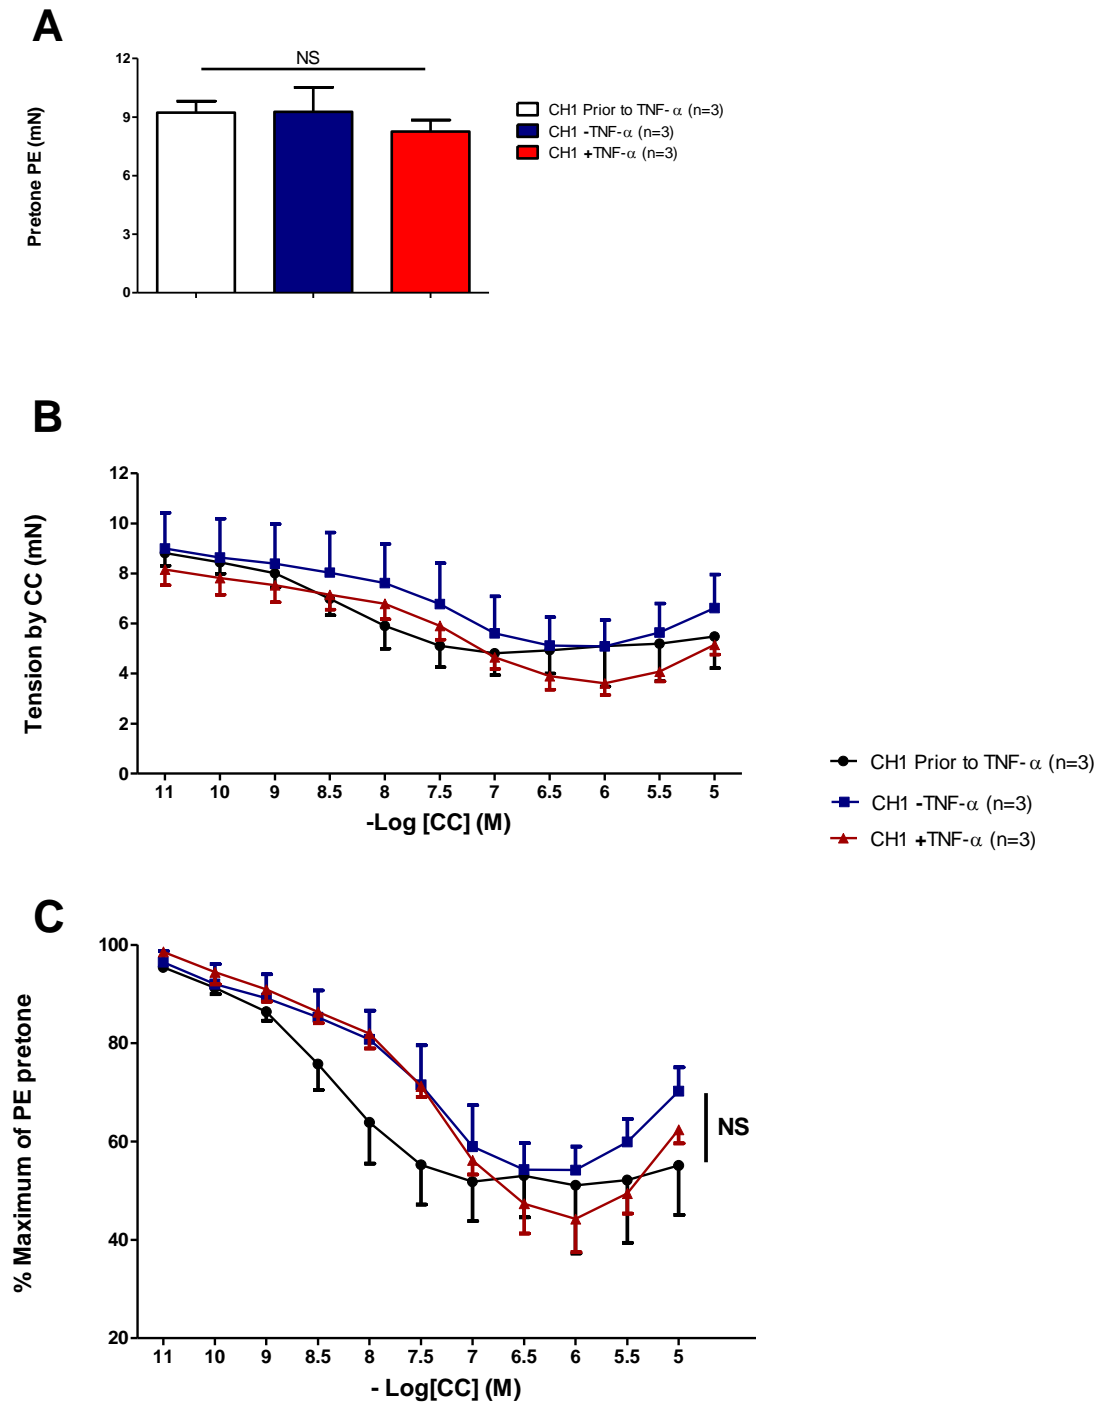 A
NS
12
9
6
3
0
Pretone PE (mN)
CH1 Prior to TNF- α (n=3)
CH1 -TNF-α (n=3)
CH1 +TNF-α (n=3)
B
12
10
8
6
4
2
0
Tension by CC (mN)
11 10 9 8.5 8 7.5 7 6.5 6 5.5 5
-Log [CC] (M)
CH1 Prior to TNF- α (n=3)
CH1 -TNF-α (n=3)
CH1 +TNF-α (n=3)
C
100
80
60
40
20
% Maximum of PE pretone
NS
11 10 9 8.5 8 7.5 7 6.5 6 5.5 5
- Log[CC] (M)